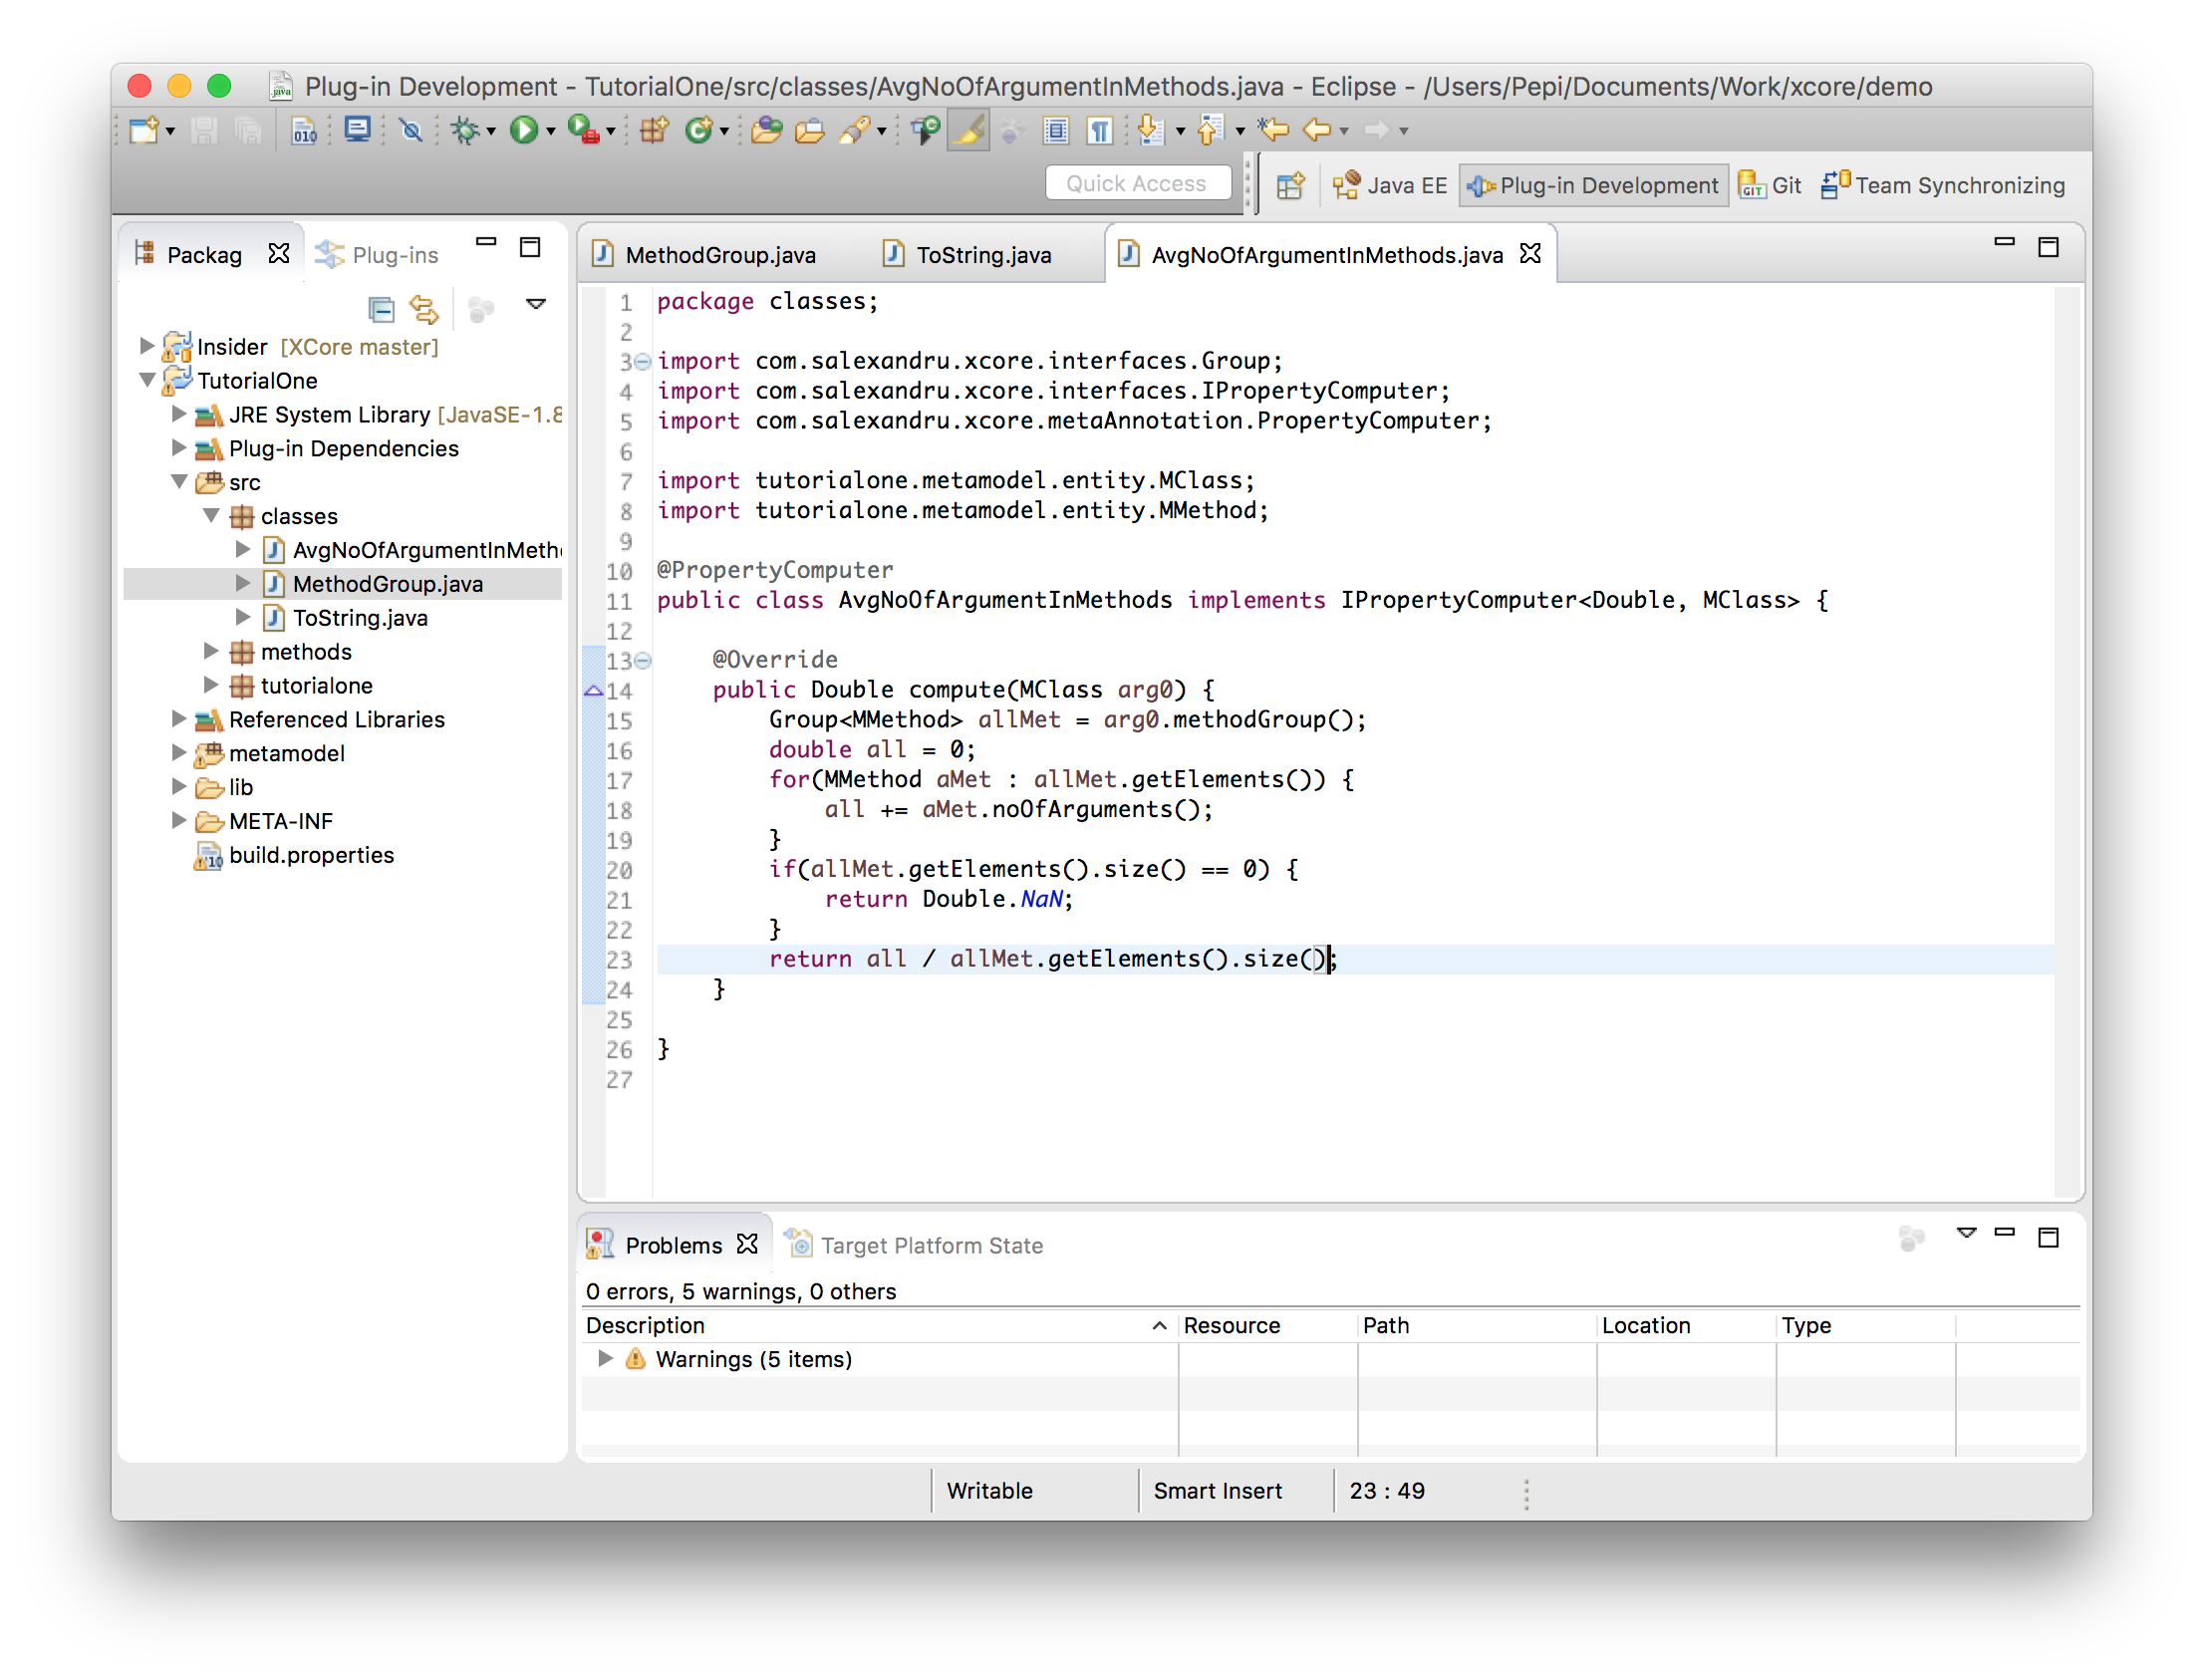 Plug-in Development - TutorialOne/src/classes/AvgNoOfArgumentInMethods.java - Eclipse - /Users/Pepi/Documents/Work/xcore/demo
Quick Access
Java EE
Plug-in Development
Git
Team Synchronizing
Packag
Plug-ins
Insider [XCore master]
TutorialOne
JRE System Library [JavaSE-1.8
Plug-in Dependencies
src
classes
AvgNoOfArgumentInMeth
MethodGroup.java
ToString.java
methods
tutorialone
Referenced Libraries
metamodel
lib
META-INF
build.properties
MethodGroup.java
ToString.java
AvgNoOfArgumentInMethods.java
1 package classes;
2
3 import com.salexandru.xcore.interfaces.Group;
4 import com.salexandru.xcore.interfaces.IPropertyComputer;
5 import com.salexandru.xcore.metaAnnotation.PropertyComputer;
6
7 import tutorialone.metamodel.entity.MClass;
8 import tutorialone.metamodel.entity.MMethod;
9
10 @PropertyComputer
11 public class AvgNoOfArgumentInMethods implements IPropertyComputer<Double, MClass> {
12
13 @Override
14 public Double compute(MClass arg0) {
15 Group<MMethod> allMet = arg0.methodGroup();
16 double all = 0;
17 for(MMethod aMet : allMet.getElements()) {
18 all += aMet.noOfArguments();
19 }
20 if(allMet.getElements().size() == 0) {
21 return Double.NaN;
22 }
23 return all / allMet.getElements().size();
24 }
25
26 }
27
Problems
Target Platform State
0 errors, 5 warnings, 0 others
Description Resource Path Location Type
Warnings (5 items)
Writable
Smart Insert
23 : 49